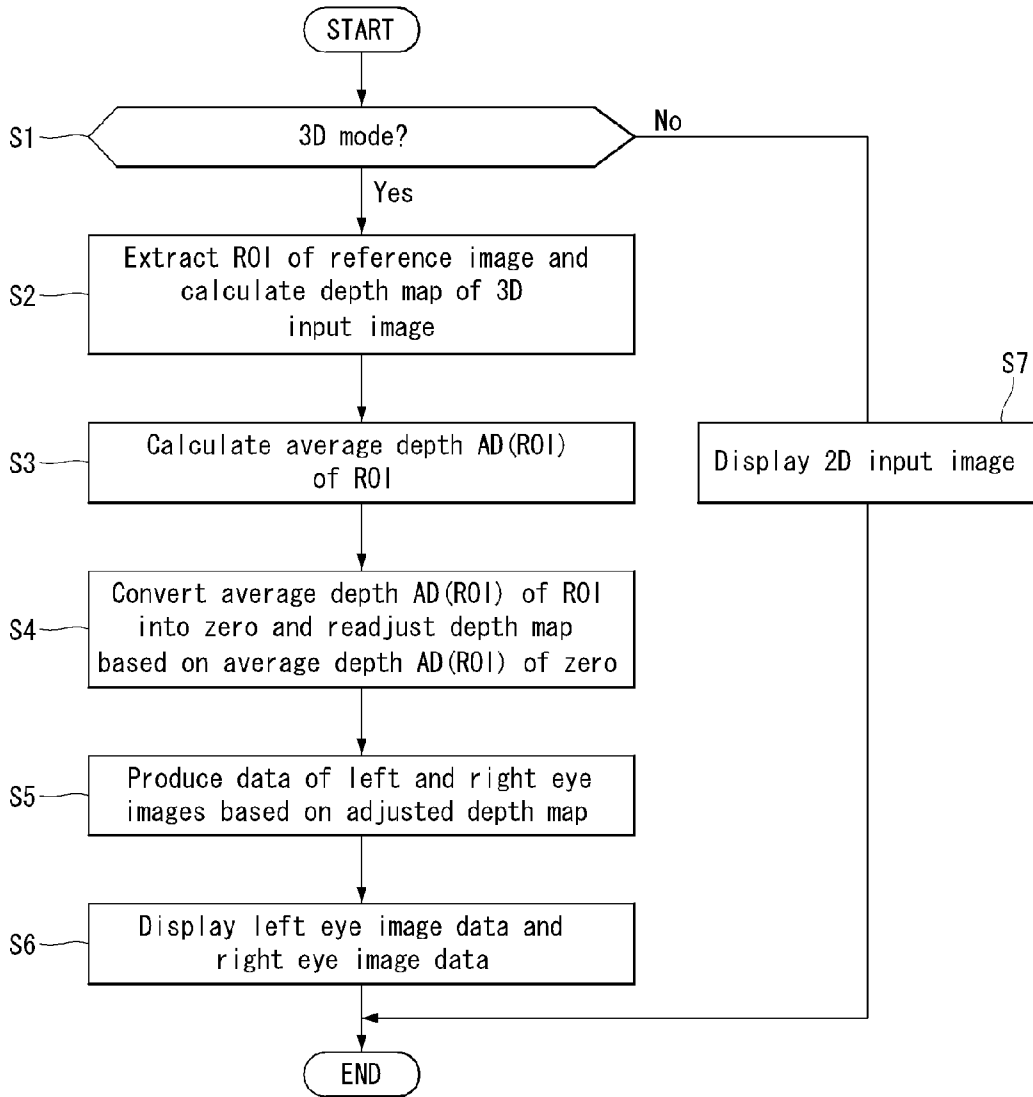 START
S1
3D mode?
No
Yes
S2
Extract ROI of reference image and
calculate depth map of 3D
input image
S7
Display 2D input image
S3
Calculate average depth AD(ROI)
of ROI
S4
Convert average depth AD(ROI) of ROI
into zero and readjust depth map
based on average depth AD(ROI) of zero
S5
Produce data of left and right eye
images based on adjusted depth map
S6
Display left eye image data and
right eye image data
END